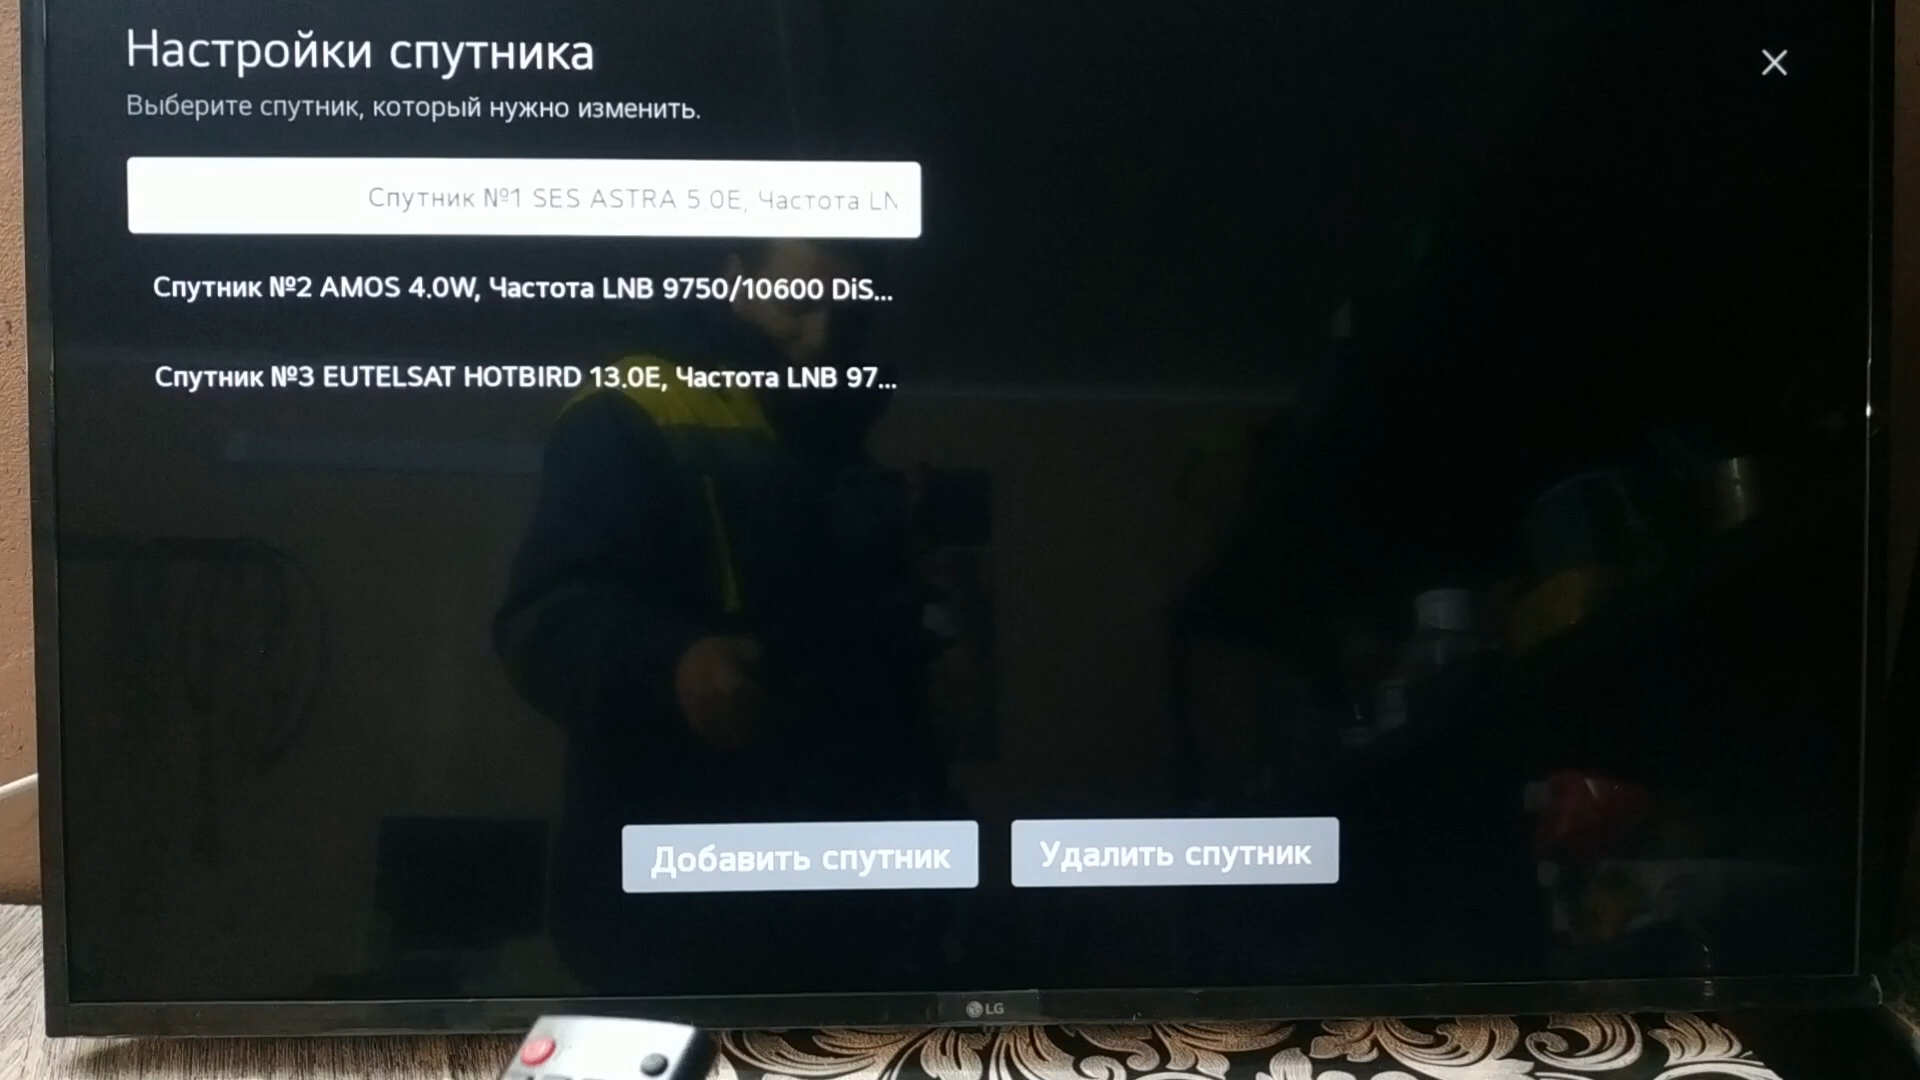 Настройки спутника
Выберите спутник, который нужно изменить.
Спутник №1 SES ASTRA 5 0E, Частота LN
Спутник №2 AMOS 4.0W, Частота LNB 9750/10600 DiS...
Спутник №3 EUTELSAT HOTBIRD 13.0E, Частота LNB 97...
Добавить спутник
Удалить спутник
LG